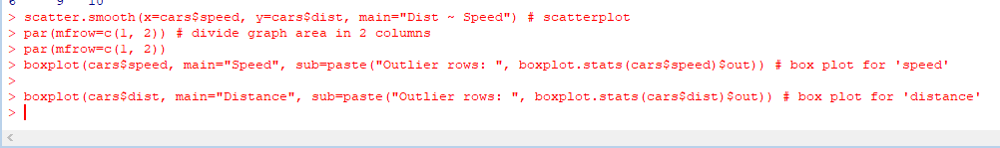 6 9 10
> scatter.smooth(x=cars$speed, y=cars$dist, main="Dist ~ Speed") # scatterplot
> par(mfrow=c(1, 2)) # divide graph area in 2 columns
> par(mfrow=c(1, 2))
> boxplot(cars$speed, main="Speed", sub=paste("Outlier rows: ", boxplot.stats(cars$speed)$out)) # box plot for 'speed'
>
> boxplot(cars$dist, main="Distance", sub=paste("Outlier rows: ", boxplot.stats(cars$dist)$out)) # box plot for 'distance'
>